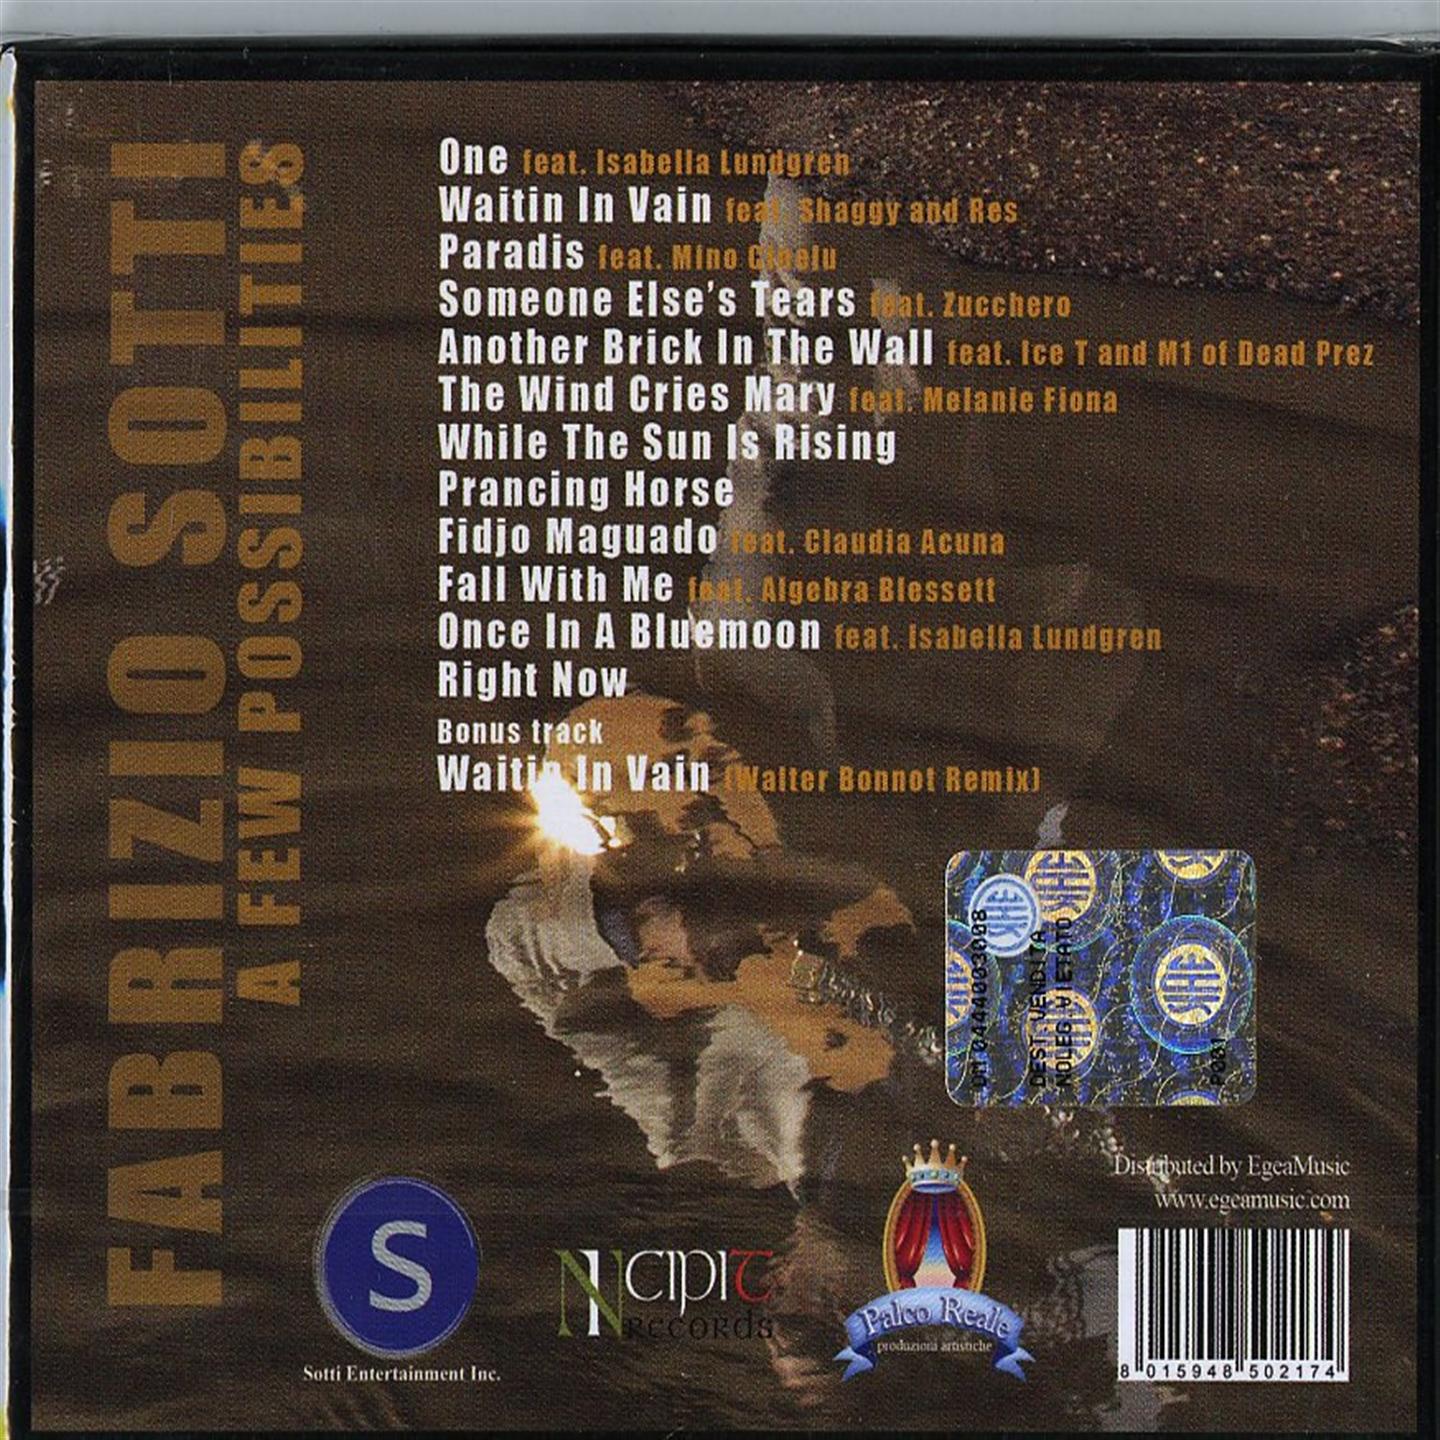 FABRIZIO SOTTI
A FEW POSSIBILITIES
One feat. Isabella Lundgren
Waitin In Vain feat. Shaggy and Res
Paradis feat. Mino Cinelu
Someone Else's Tears feat. Zucchero
Another Brick In The Wall feat. Ice T and M1 of Dead Prez
The Wind Cries Mary feat. Melanie Fiona
While The Sun Is Rising
Prancing Horse
Fidjo Maguado feat. Claudia Acuna
Fall With Me feat. Algebra Blessett
Once In A Bluemoon feat. Isabella Lundgren
Right Now
Bonus track
Waitin In Vain (Walter Bonnot Remix)
DEST.VENDITA
NOLEG.VIETATO
P001
Distributed by EgeaMusic
www.egeamusic.com
S
Sotti Entertainment Inc.
INCIPIT
RECORDS
Palco Reale
produzioni artistiche
8 015948 502174